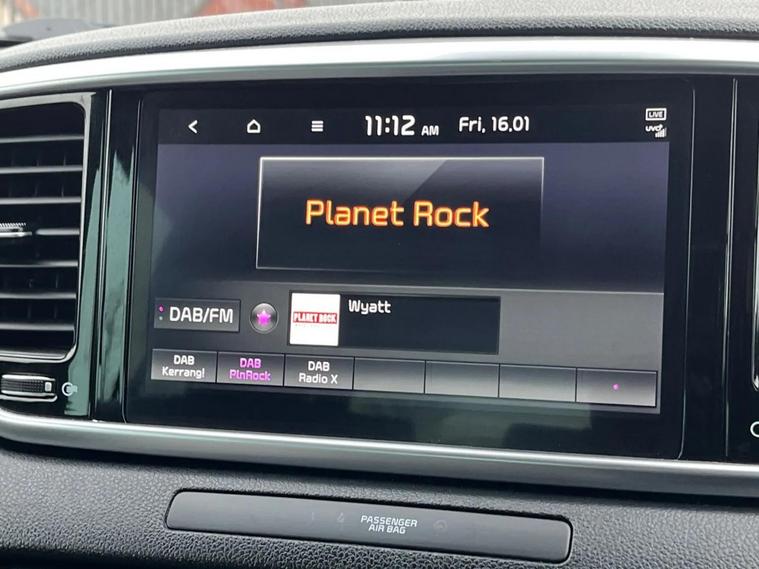 11:12 AM Fri, 16.01
LIVE
UVO
Planet Rock
DAB/FM
PLANET ROCK
Wyatt
DAB
Kerrang!
DAB
PlnRock
DAB
Radio X
PASSENGER
AIR BAG